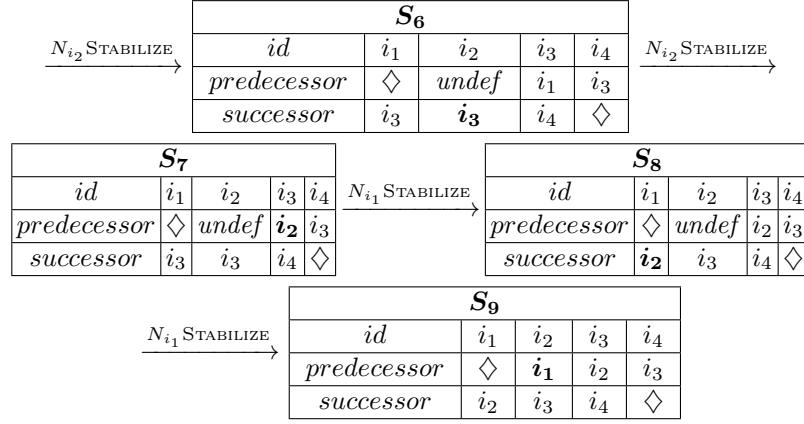 N_{i_2} STABILIZE
S_6
id i_1 i_2 i_3 i_4
predecessor ◇ undef i_1 i_3
successor i_3 i_3 i_4 ◇
N_{i_2} STABILIZE
S_7
id i_1 i_2 i_3 i_4
predecessor ◇ undef i_2 i_3
successor i_3 i_3 i_4 ◇
N_{i_1} STABILIZE
S_8
id i_1 i_2 i_3 i_4
predecessor ◇ undef i_2 i_3
successor i_2 i_3 i_4 ◇
N_{i_1} STABILIZE
S_9
id i_1 i_2 i_3 i_4
predecessor ◇ i_1 i_2 i_3
successor i_2 i_3 i_4 ◇